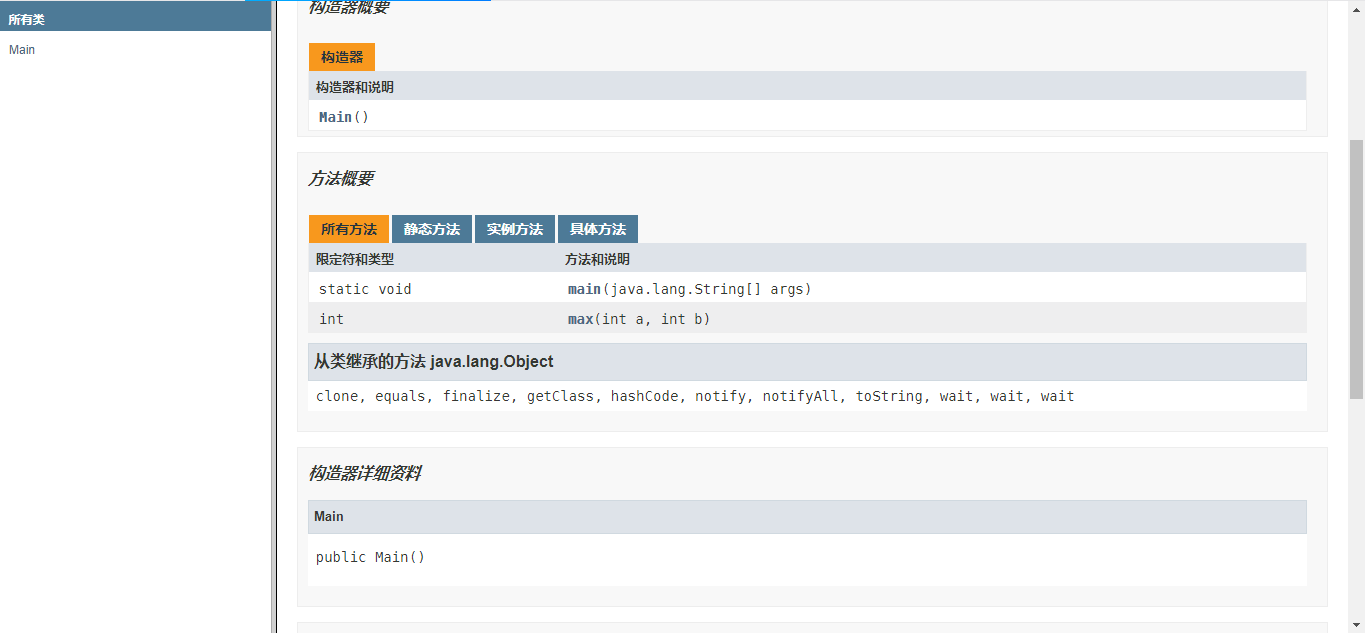 所有类
Main
构造器概要
构造器
构造器和说明
Main()
方法概要
所有方法 静态方法 实例方法 具体方法
限定符和类型 方法和说明
static void main(java.lang.String[] args)
int max(int a, int b)
从类继承的方法 java.lang.Object
clone, equals, finalize, getClass, hashCode, notify, notifyAll, toString, wait, wait, wait
构造器详细资料
Main
public Main()